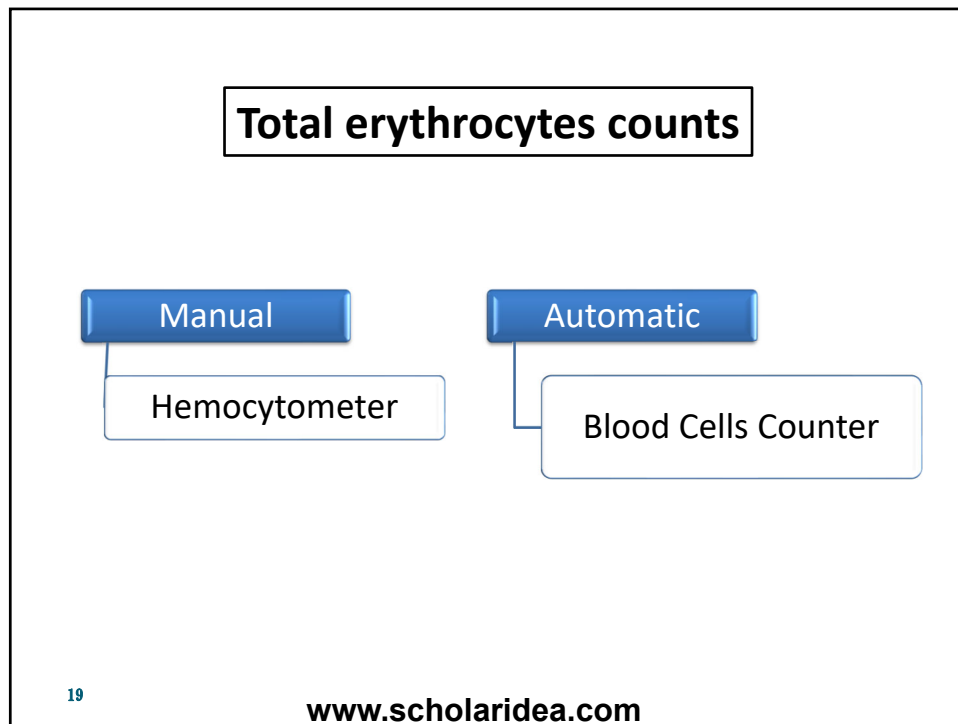 Total erythrocytes counts
Manual
Hemocytometer
Automatic
Blood Cells Counter
19
www.scholaridea.com